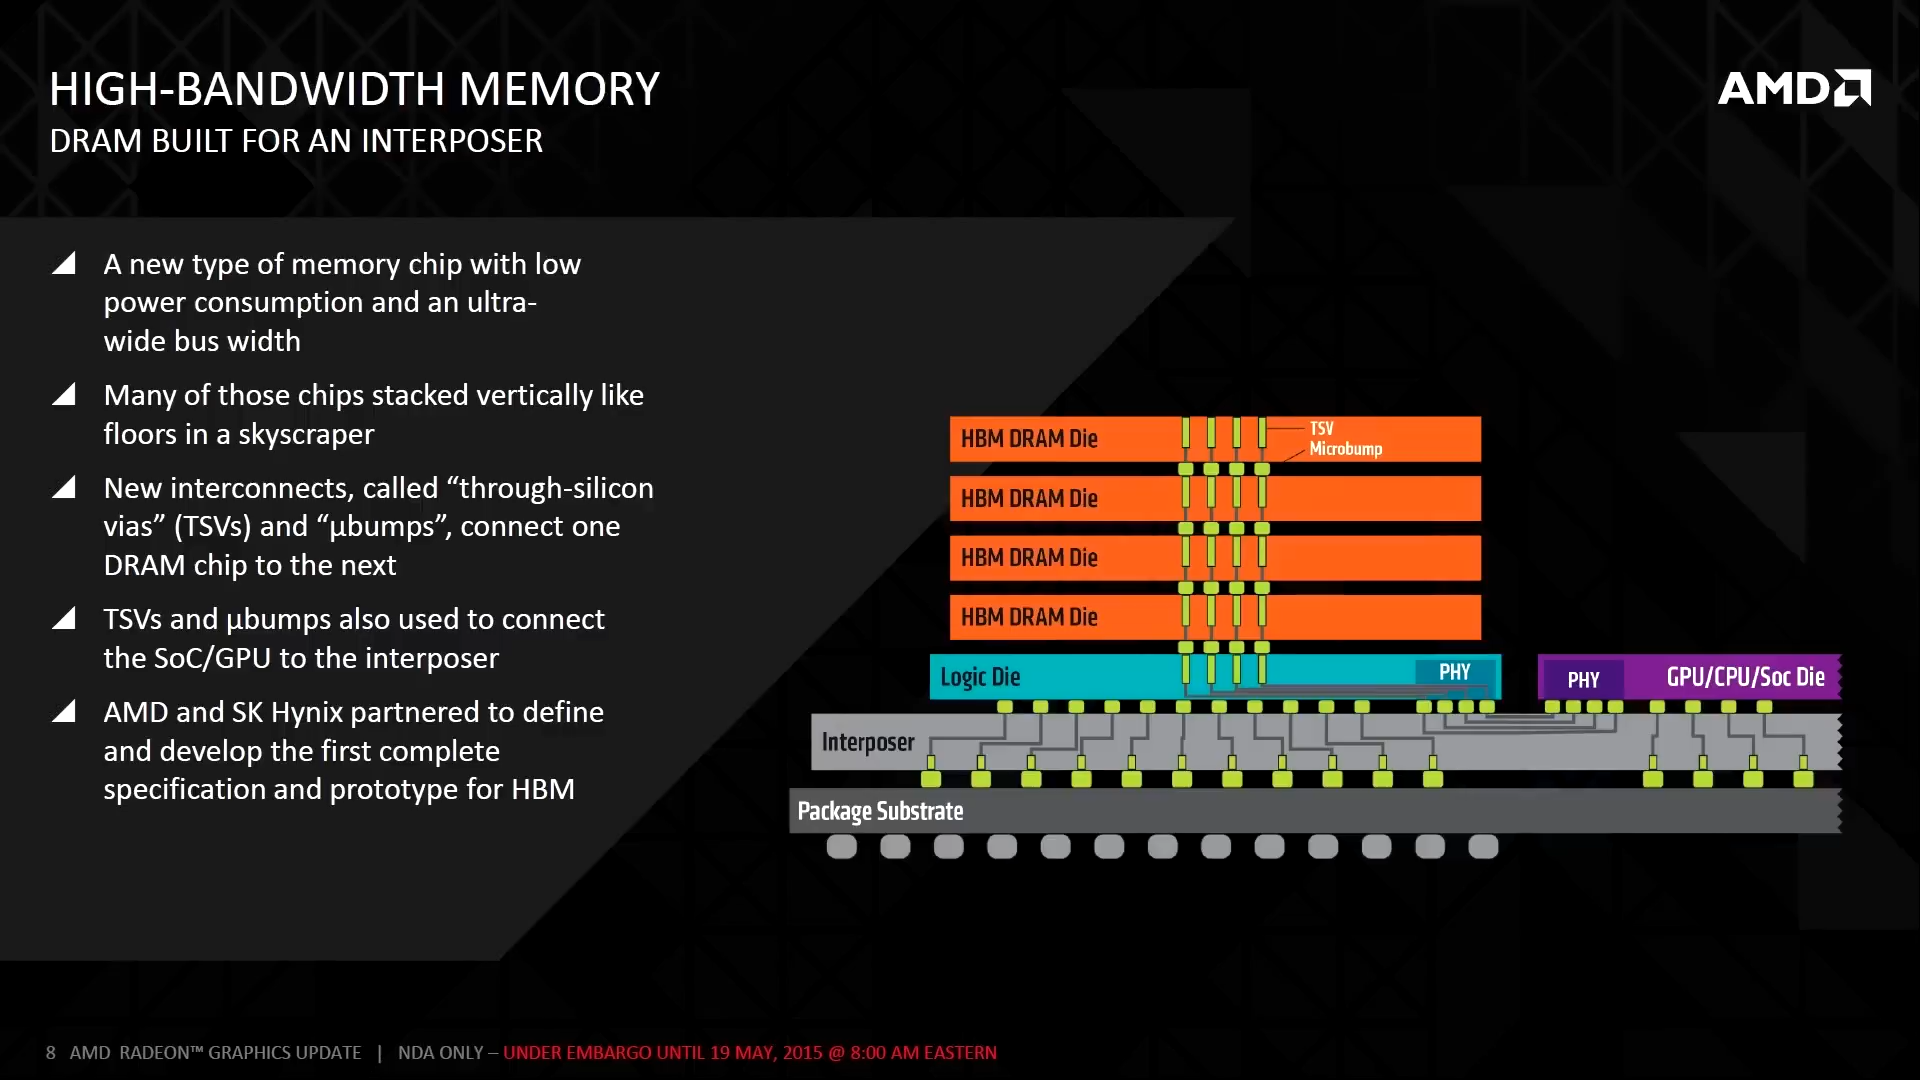 HIGH-BANDWIDTH MEMORY
DRAM BUILT FOR AN INTERPOSER
AMD
A new type of memory chip with low
power consumption and an ultra-
wide bus width
Many of those chips stacked vertically like
floors in a skyscraper
New interconnects, called “through-silicon
vias” (TSVs) and “µbumps”, connect one
DRAM chip to the next
TSVs and µbumps also used to connect
the SoC/GPU to the interposer
AMD and SK Hynix partnered to define
and develop the first complete
specification and prototype for HBM
HBM DRAM Die
TSV
Microbump
HBM DRAM Die
HBM DRAM Die
HBM DRAM Die
Logic Die
PHY
PHY
GPU/CPU/Soc Die
Interposer
Package Substrate
8 AMD RADEON™ GRAPHICS UPDATE | NDA ONLY – UNDER EMBARGO UNTIL 19 MAY, 2015 @ 8:00 AM EASTERN